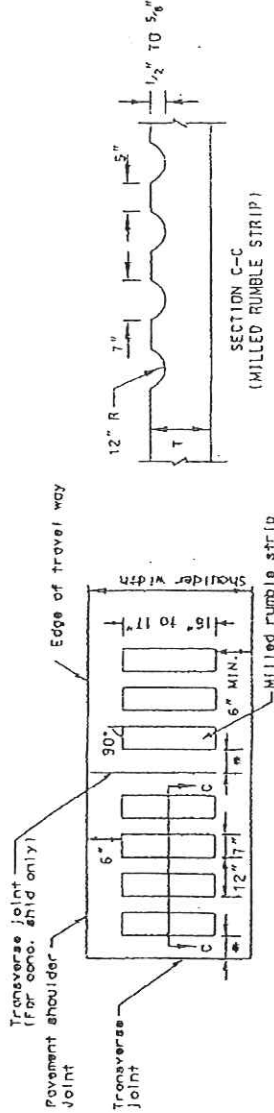 Transverse joint
(For conc. shld only)
Pavement shoulder
joint
Transverse
joint
Edge of travel way
6"
90°
C
C
*
12"
7"
*
6" MIN.
16" to 17"
shoulder width
Milled rumble strip
12" R
7"
5"
1/2" TO 5/8"
T
SECTION C-C
(MILLED RUMBLE STRIP)